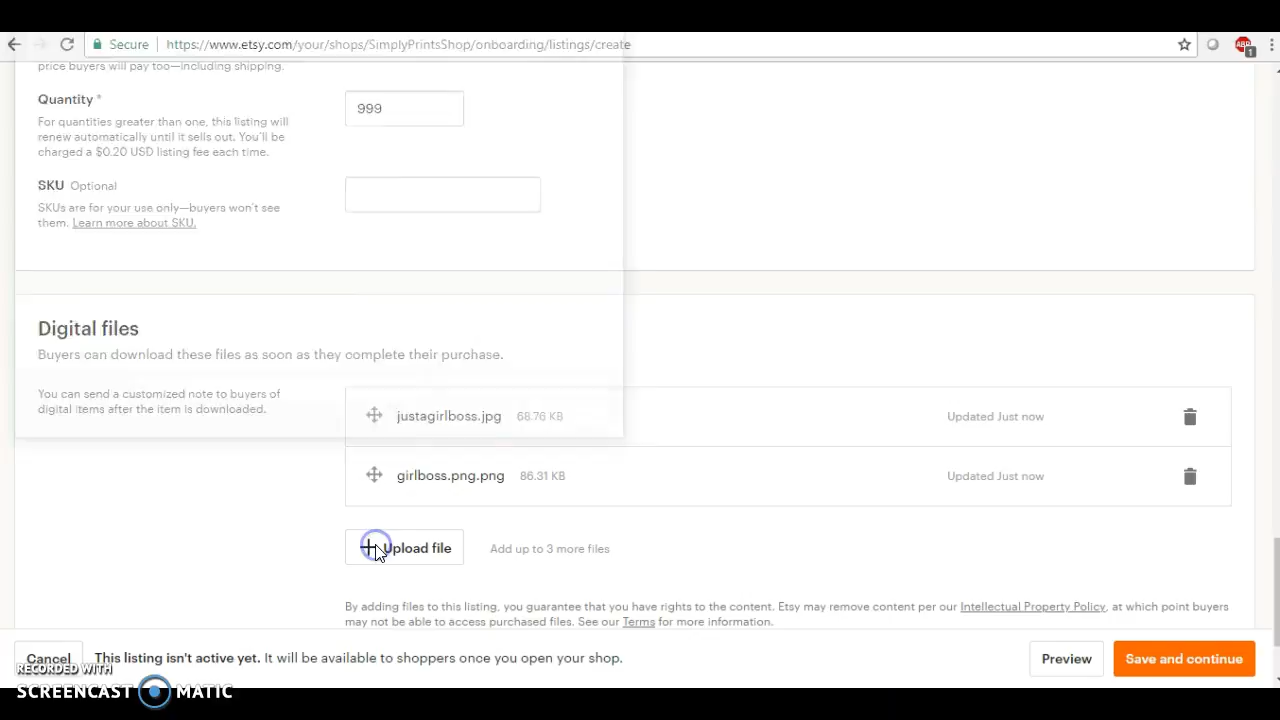 Secure https://www.etsy.com/your/shops/SimplyPrintsShop/onboarding/listings/create
ABP
1
price buyers will pay too—including shipping.
Quantity *
999
For quantities greater than one, this listing will
renew automatically until it sells out. You'll be
charged a $0.20 USD listing fee each time.
SKU Optional
SKUs are for your use only—buyers won't see
them. Learn more about SKU.
Digital files
Buyers can download these files as soon as they complete their purchase.
You can send a customized note to buyers of
digital items after the item is downloaded.
justagirlboss.jpg 68.76 KB Updated Just now
girlboss.png.png 86.31 KB Updated Just now
Upload file Add up to 3 more files
By adding files to this listing, you guarantee that you have rights to the content. Etsy may remove content per our Intellectual Property Policy, at which point buyers
may not be able to access purchased files. See our Terms for more information.
Cancel This listing isn't active yet. It will be available to shoppers once you open your shop. Preview Save and continue
RECORDED WITH
SCREENCAST MATIC